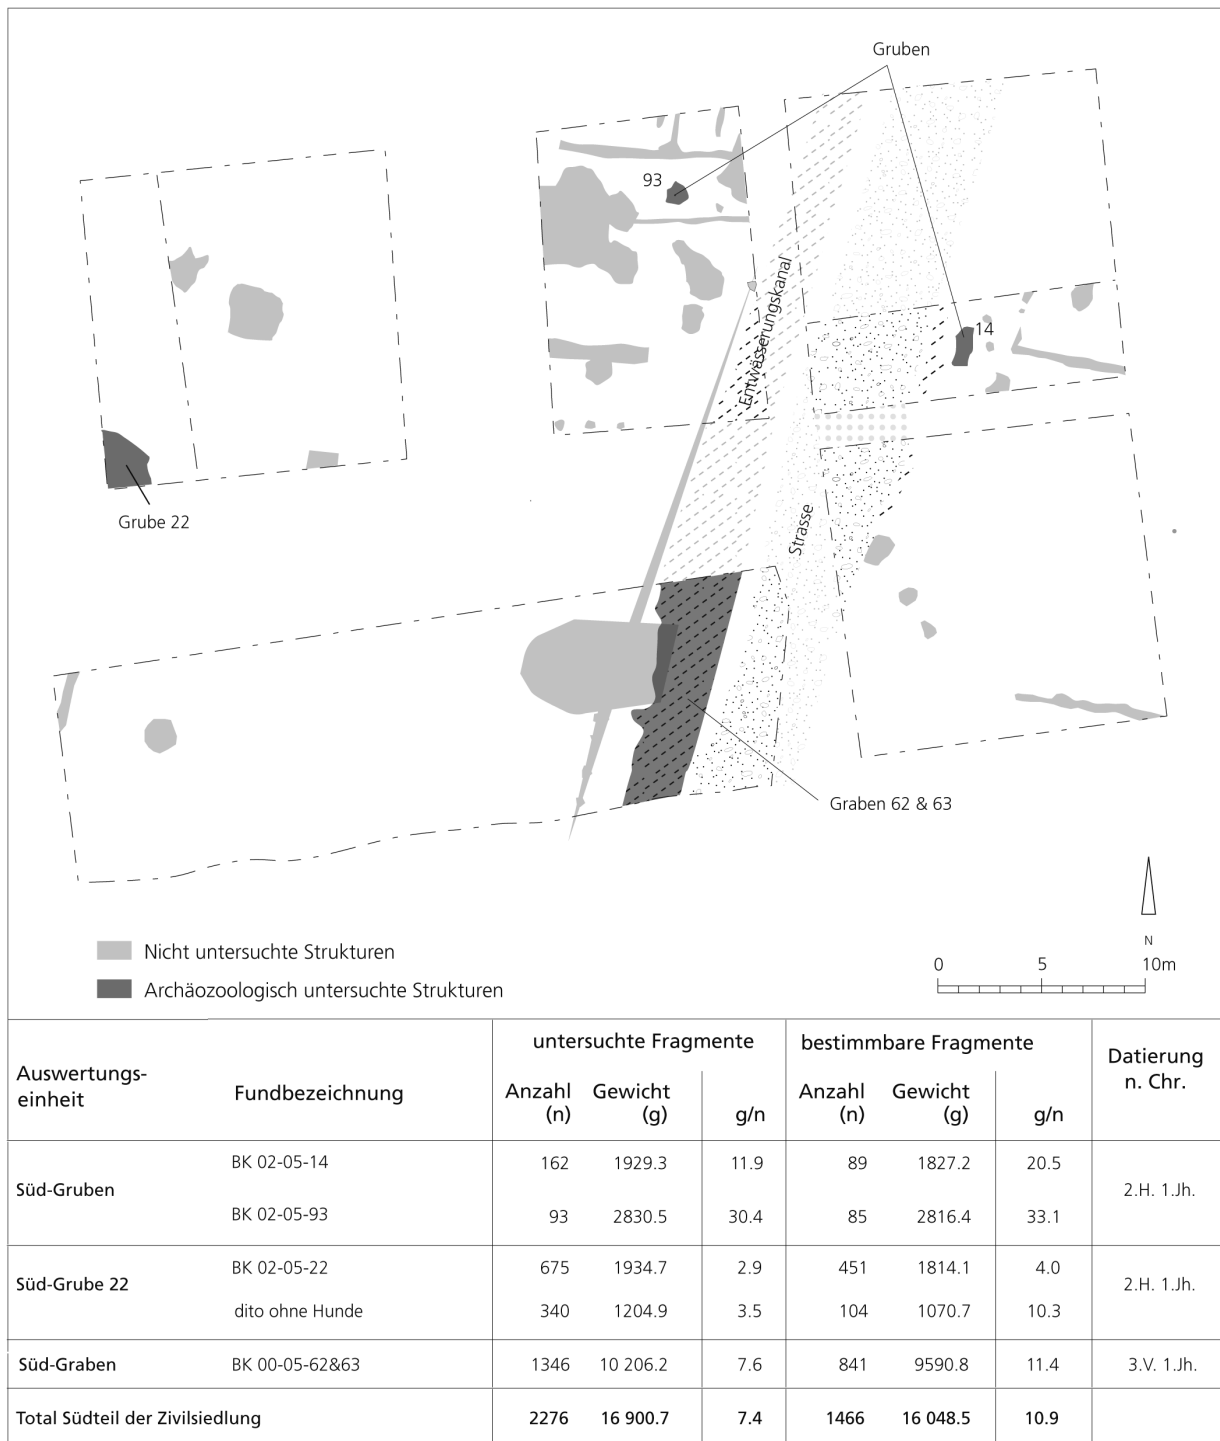 Gruben
93
Entwässerungskanal
14
Grube 22
Strasse
Graben 62 & 63
Nicht untersuchte Strukturen
Archäozoologisch untersuchte Strukturen
N
0 5 10m
Auswertungs-
einheit
Fundbezeichnung
untersuchte Fragmente
bestimmbare Fragmente
Datierung
n. Chr.
Anzahl
(n)
Gewicht
(g)
g/n
Anzahl
(n)
Gewicht
(g)
g/n
Süd-Gruben
BK 02-05-14 162 1929.3 11.9 89 1827.2 20.5
2.H. 1.Jh.
BK 02-05-93 93 2830.5 30.4 85 2816.4 33.1
Süd-Grube 22
BK 02-05-22 675 1934.7 2.9 451 1814.1 4.0
2.H. 1.Jh.
dito ohne Hunde 340 1204.9 3.5 104 1070.7 10.3
Süd-Graben BK 00-05-62&63 1346 10 206.2 7.6 841 9590.8 11.4 3.V. 1.Jh.
Total Südteil der Zivilsiedlung 2276 16 900.7 7.4 1466 16 048.5 10.9